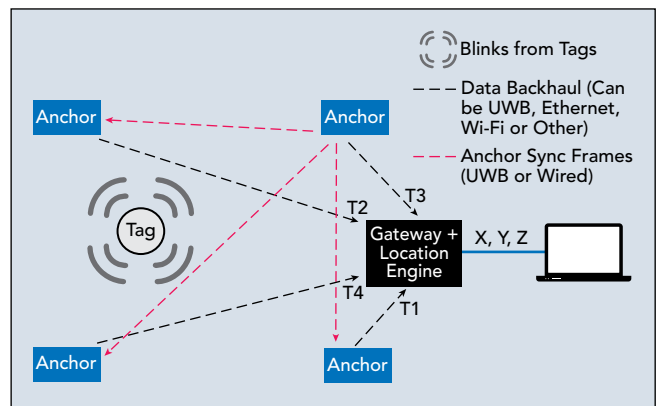 Blinks from Tags
Data Backhaul (Can
be UWB, Ethernet,
Wi-Fi or Other)
Anchor Sync Frames
(UWB or Wired)
Anchor
Anchor
T3
T2
Tag
Gateway +
Location
Engine
X, Y, Z
T4
T1
Anchor
Anchor